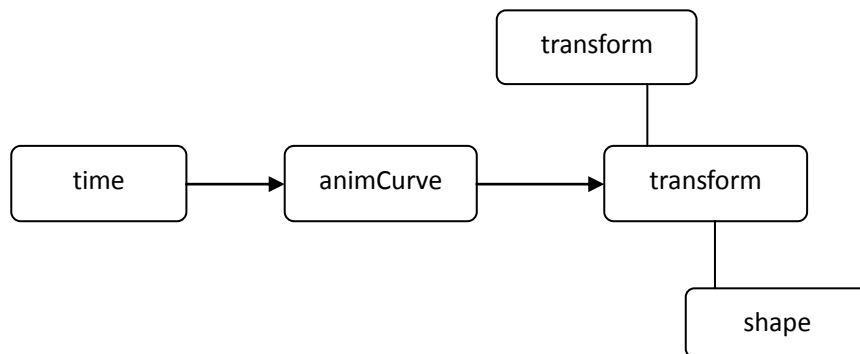 transform
time
animCurve
transform
shape